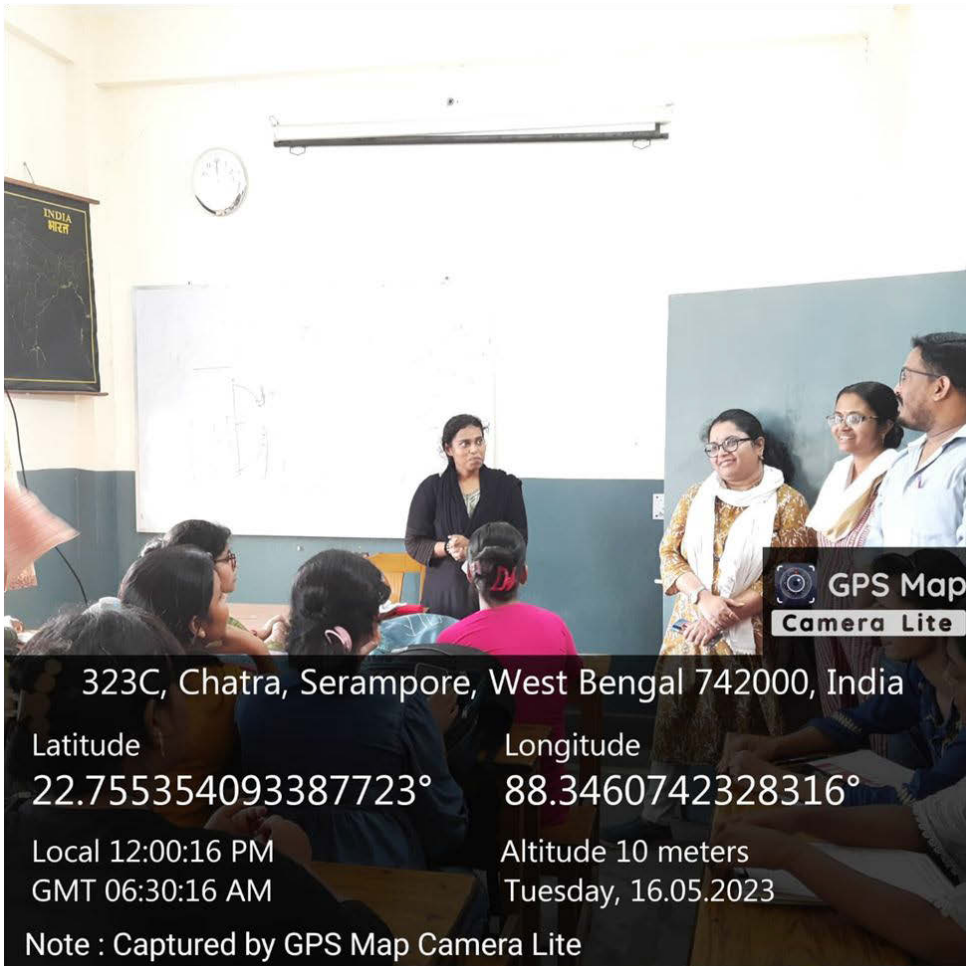 INDIA
भारत
GPS Map
Camera Lite
323C, Chatra, Serampore, West Bengal 742000, India
Latitude
22.755354093387723°
Longitude
88.3460742328316°
Local 12:00:16 PM
GMT 06:30:16 AM
Altitude 10 meters
Tuesday, 16.05.2023
Note : Captured by GPS Map Camera Lite